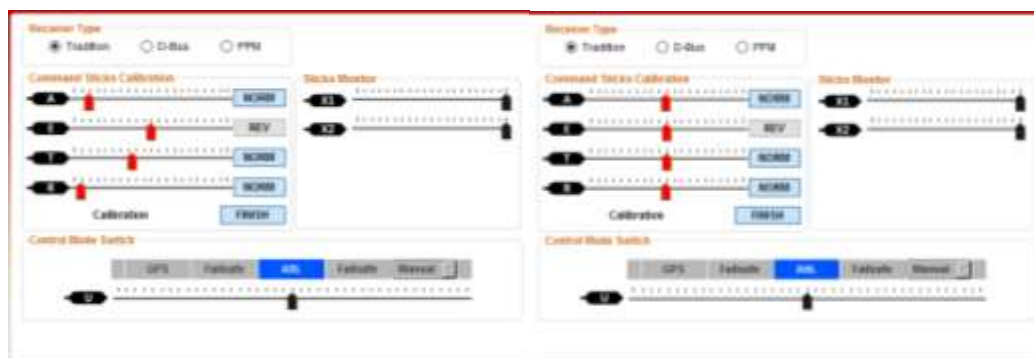 Receiver Type
Tradition D-Bus PPM
Command Sticks Calibration
Sticks Monitor
A NORM
X1
E REV
X2
T NORM
R NORM
Calibration FINISH
Control Mode Switch
GPS Failsafe Atti. Failsafe Manual
U
Receiver Type
Tradition D-Bus PPM
Command Sticks Calibration
Sticks Monitor
A NORM
X1
E REV
X2
T NORM
R NORM
Calibration FINISH
Control Mode Switch
GPS Failsafe Atti. Failsafe Manual
U